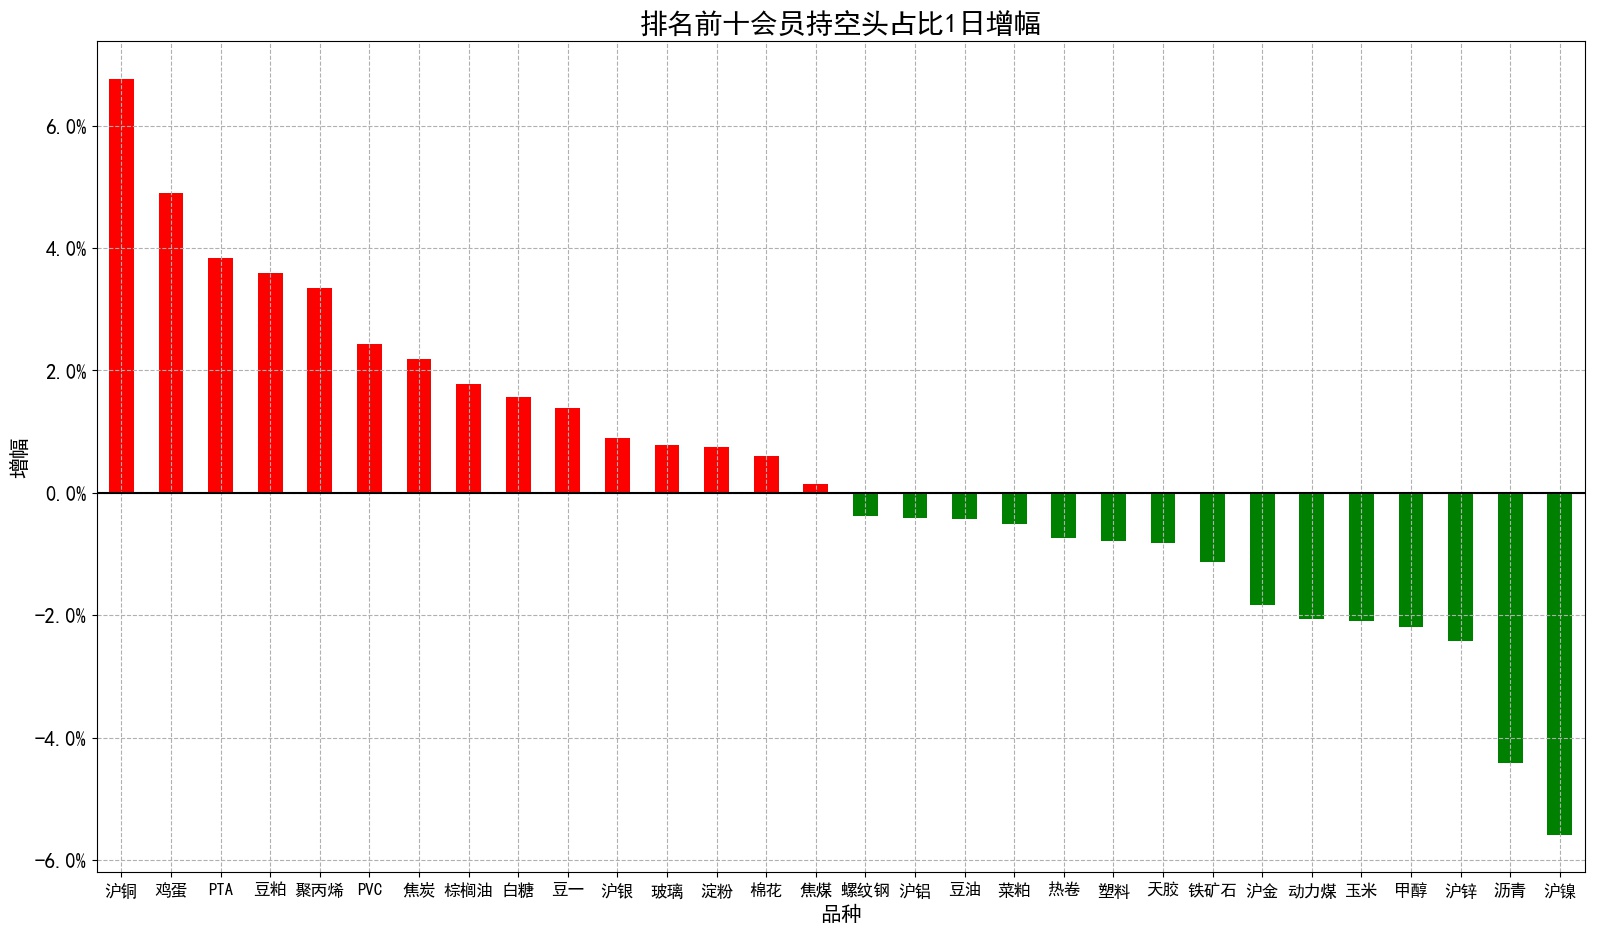 排名前十会员持空头占比1日增幅
增幅
6.0%
4.0%
2.0%
0.0%
−2.0%
−4.0%
−6.0%
沪铜 鸡蛋 PTA 豆粕 聚丙烯 PVC 焦炭 棕榈油 白糖 豆一 沪银 玻璃 淀粉 棉花 焦煤 螺纹钢 沪铝 豆油 菜粕 热卷 塑料 天胶 铁矿石 沪金 动力煤 玉米 甲醇 沪锌 沥青 沪镍
品种